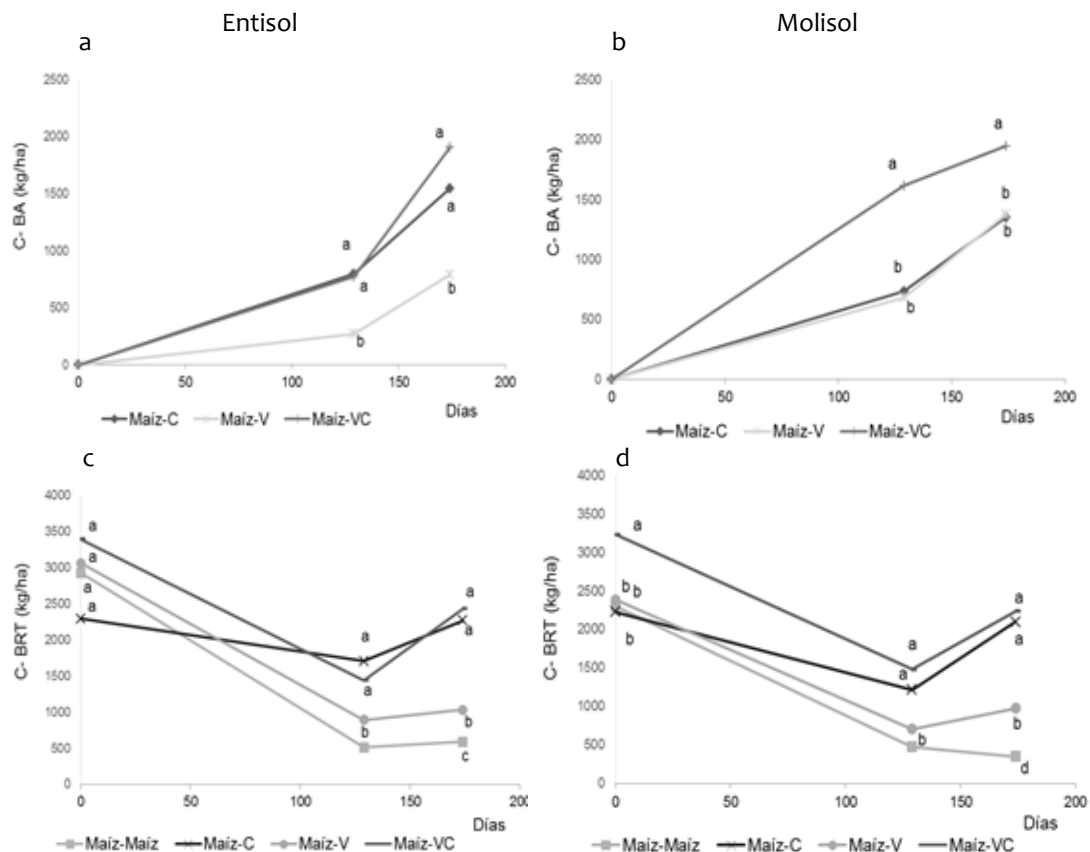 Entisol
Molisol
a
2500
2000
1500
1000
500
0
C- BA (kg/ha)
a
a
a
a
b
b
0
50
100
150
200
Días
Maíz-C
Maíz-V
Maíz-VC
b
2500
2000
1500
1000
500
0
C- BA (kg/ha)
a
a
b
b
b
b
0
50
100
150
200
Días
Maíz-C
Maíz-V
Maíz-VC
c
4000
3500
3000
2500
2000
1500
1000
500
0
C- BRT (kg/ha)
a
a
a
a
a
a
b
a
a
b
c
0
50
100
150
200
Días
Maíz-Maíz
Maíz-C
Maíz-V
Maíz-VC
d
4000
3500
3000
2500
2000
1500
1000
500
0
C- BRT (kg/ha)
a
b b
b
a
a
b
a
a
b
d
0
50
100
150
200
Días
Maíz-Maíz
Maíz-C
Maíz-V
Maíz-VC